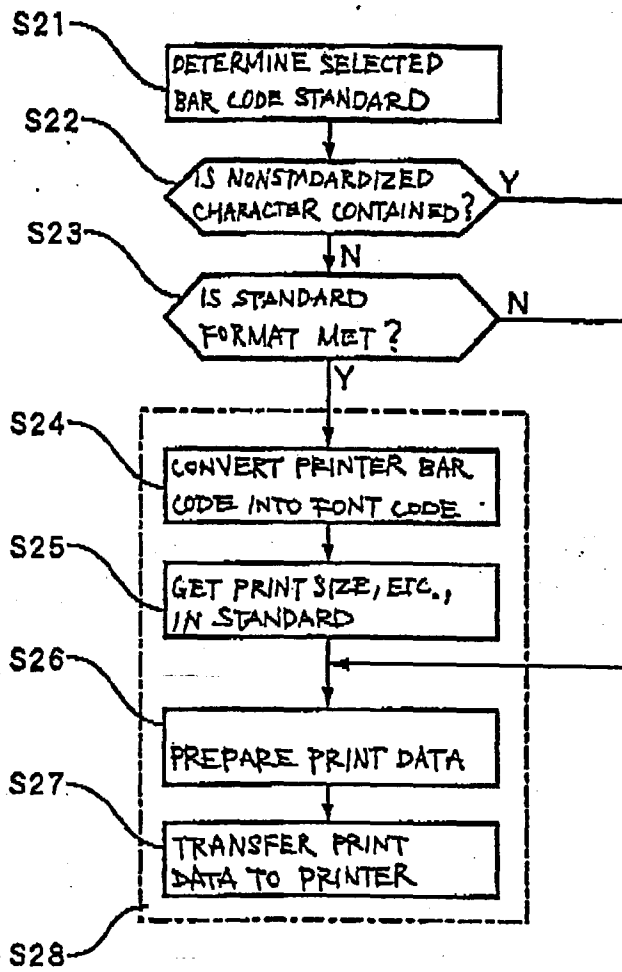 S21
DETERMINE SELECTED
BAR CODE STANDARD
S22
IS NONSTADARDIZED
CHARACTER CONTAINED?
Y
N
S23
IS STANDARD
FORMAT MET?
N
Y
S24
CONVERT PRINTER BAR
CODE INTO FONT CODE
S25
GET PRINT SIZE, ETC.,
IN STANDARD
S26
PREPARE PRINT DATA
S27
TRANSFER PRINT
DATA TO PRINTER
S28